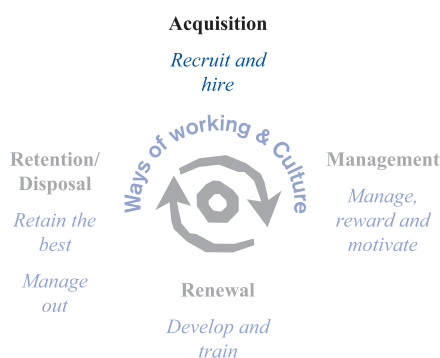 Acquisition
Recruit and
hire
Ways of working & Culture
Retention/
Disposal
Retain the
best
Manage
out
Management
Manage,
reward and
motivate
Renewal
Develop and
train